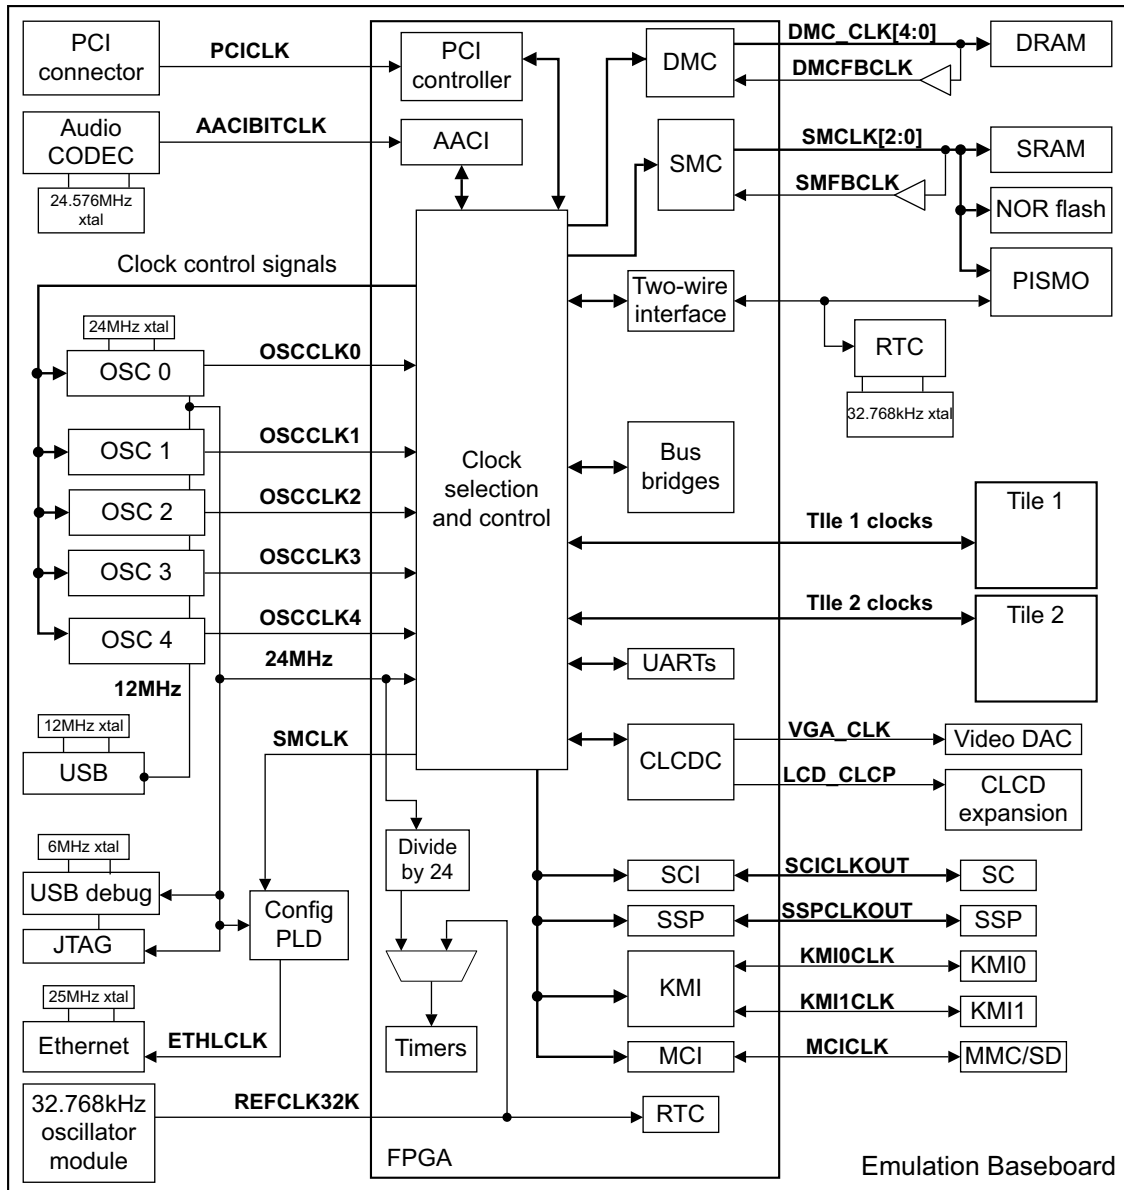 PCI
connector
PCICLK
PCI
controller
DMC
DMC_CLK[4:0]
DMCFBCLK
DRAM
Audio
CODEC
AACIBITCLK
AACI
24.576MHz
xtal
SMC
SMCLK[2:0]
SMFBCLK
SRAM
NOR flash
PISMO
Clock control signals
Two-wire
interface
RTC
32.768kHz xtal
24MHz xtal
OSC 0
OSCCLK0
OSC 1
OSCCLK1
OSC 2
OSCCLK2
OSC 3
OSCCLK3
OSC 4
OSCCLK4
24MHz
12MHz
Clock
selection
and control
Bus
bridges
TIle 1 clocks
Tile 1
TIle 2 clocks
Tile 2
UARTs
12MHz xtal
USB
SMCLK
CLCDC
VGA_CLK
Video DAC
LCD_CLCP
CLCD
expansion
6MHz xtal
USB debug
JTAG
Config
PLD
Divide
by 24
SCI
SCICLKOUT
SC
SSP
SSPCLKOUT
SSP
KMI
KMI0CLK
KMI0
KMI1CLK
KMI1
25MHz xtal
Ethernet
ETHLCLK
Timers
MCI
MCICLK
MMC/SD
32.768kHz
oscillator
module
REFCLK32K
RTC
FPGA
Emulation Baseboard